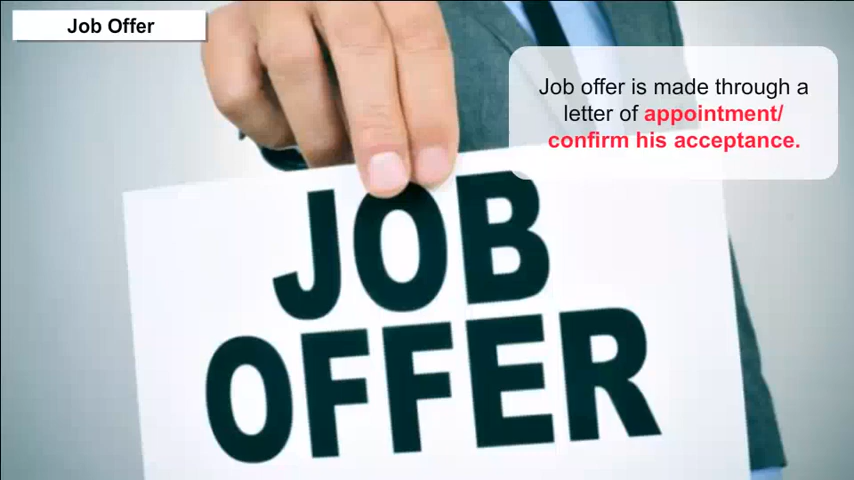 Job Offer
Job offer is made through a
letter of appointment/
confirm his acceptance.
JOB
OFFER